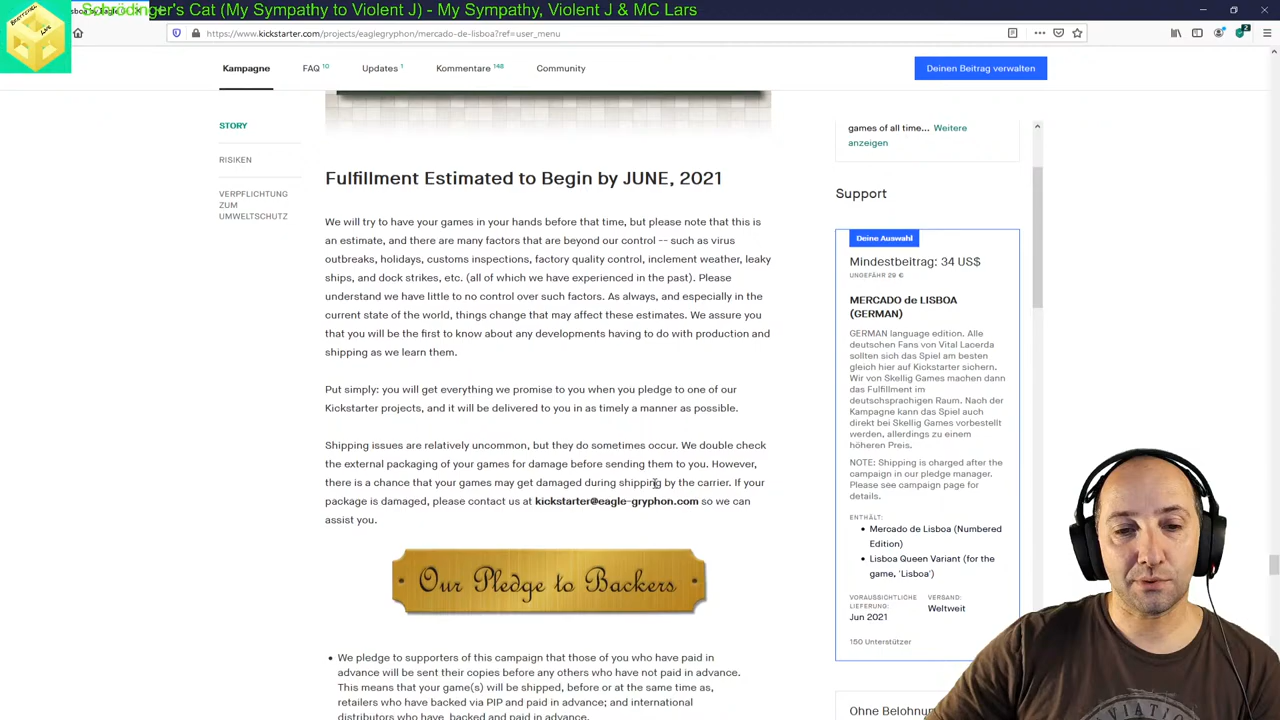 Schrödinger's Cat (My Sympathy to Violent J) - My Sympathy, Violent J & MC Lars
https://www.kickstarter.com/projects/eaglegryphon/mercado-de-lisboa?ref=user_menu
Kampagne
FAQ 10
Updates 1
Kommentare 148
Community
Deinen Beitrag verwalten
STORY
RISIKEN
VERPFLICHTUNG
ZUM
UMWELTSCHUTZ
Fulfillment Estimated to Begin by JUNE, 2021
We will try to have your games in your hands before that time, but please note that this is
an estimate, and there are many factors that are beyond our control -- such as virus
outbreaks, holidays, customs inspections, factory quality control, inclement weather, leaky
ships, and dock strikes, etc. (all of which we have experienced in the past). Please
understand we have little to no control over such factors. As always, and especially in the
current state of the world, things change that may affect these estimates. We assure you
that you will be the first to know about any developments having to do with production and
shipping as we learn them.
Put simply: you will get everything we promise to you when you pledge to one of our
Kickstarter projects, and it will be delivered to you in as timely a manner as possible.
Shipping issues are relatively uncommon, but they do sometimes occur. We double check
the external packaging of your games for damage before sending them to you. However,
there is a chance that your games may get damaged during shipping by the carrier. If your
package is damaged, please contact us at kickstarter@eagle-gryphon.com so we can
assist you.
Our Pledge to Backers
• We pledge to supporters of this campaign that those of you who have paid in
advance will be sent their copies before any others who have not paid in advance.
This means that your game(s) will be shipped, before or at the same time as,
retailers who have backed via PIP and paid in advance; and international
distributors who have backed and paid in advance.
games of all time... Weitere
anzeigen
Support
Deine Auswahl
Mindestbeitrag: 34 US$
UNGEFÄHR 29 €
MERCADO de LISBOA
(GERMAN)
GERMAN language edition. Alle
deutschen Fans von Vital Lacerda
sollten sich das Spiel am besten
gleich hier auf Kickstarter sichern.
Wir von Skellig Games machen dann
das Fulfillment im
deutschsprachigen Raum. Nach der
Kampagne kann das Spiel auch
direkt bei Skellig Games vorbestellt
werden, allerdings zu einem
höheren Preis.
NOTE: Shipping is charged after the
campaign in our pledge manager.
Please see campaign page for
details.
ENTHÄLT:
• Mercado de Lisboa (Numbered
Edition)
• Lisboa Queen Variant (for the
game, 'Lisboa')
VORAUSSICHTLICHE
LIEFERUNG:
Jun 2021
VERSAND:
Weltweit
150 Unterstützer
Ohne Belohnun